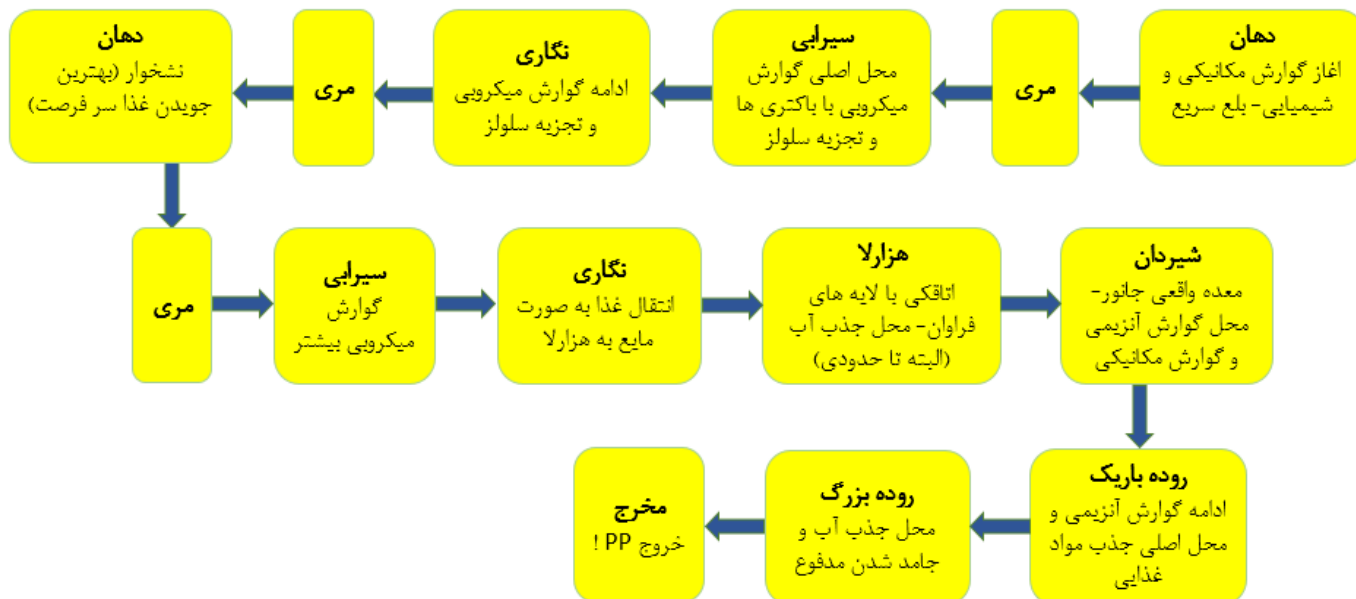 دهان
اغاز گوارش مکانیکی و
شیمیایی- بلع سریع
مری
سیرابی
محل اصلی گوارش
میکروبی با باکتری ها
و تجزیه سلولز
نگاری
ادامه گوارش میکروبی
و تجزیه سلولز
مری
دهان
نشخوار (بهترین
جویدن غذا سر فرصت)
مری
سیرابی
گوارش
میکروبی بیشتر
نگاری
انتقال غذا به صورت
مایع به هزارلا
هزارلا
اتاقکی با لایه های
فراوان- محل جذب آب
(البته تا حدودی)
شیردان
معده واقعی جانور-
محل گوارش آنزیمی
و گوارش مکانیکی
روده باریک
ادامه گوارش آنزیمی و
محل اصلی جذب مواد
غذایی
روده بزرگ
محل جذب آب و
جامد شدن مدفوع
مخرج
خروج PP !